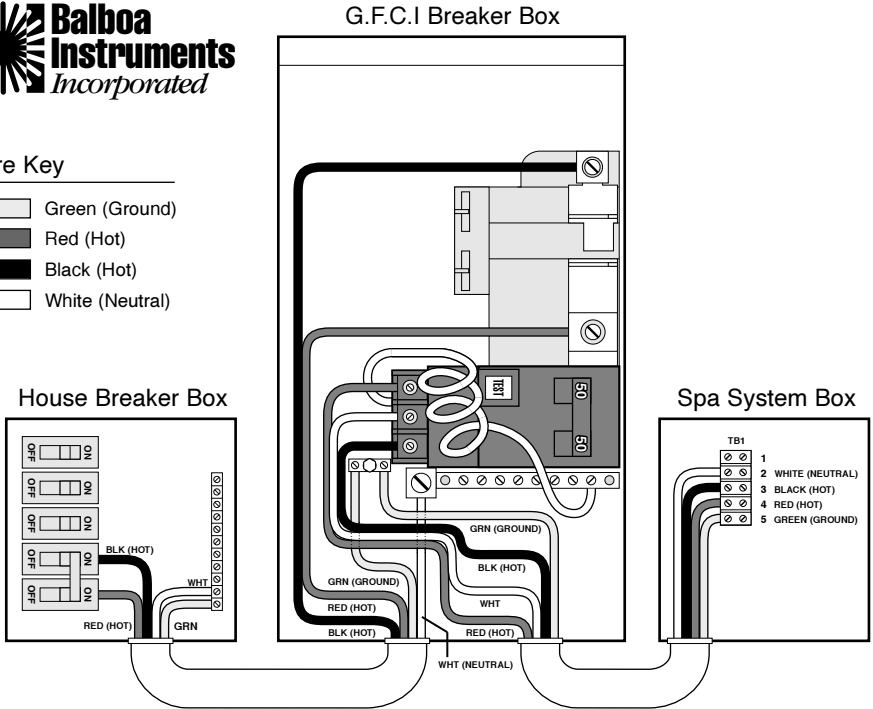 Balboa
Instruments
Incorporated
G.F.C.I Breaker Box
re Key
Green (Ground)
Red (Hot)
Black (Hot)
White (Neutral)
TEST
50
50
House Breaker Box
OFF ON
OFF ON
OFF ON
OFF ON
OFF ON
BLK (HOT)
WHT
RED (HOT)
GRN
GRN (GROUND)
BLK (HOT)
GRN (GROUND)
WHT
RED (HOT)
BLK (HOT)
RED (HOT)
WHT (NEUTRAL)
Spa System Box
TB1
1
2 WHITE (NEUTRAL)
3 BLACK (HOT)
4 RED (HOT)
5 GREEN (GROUND)